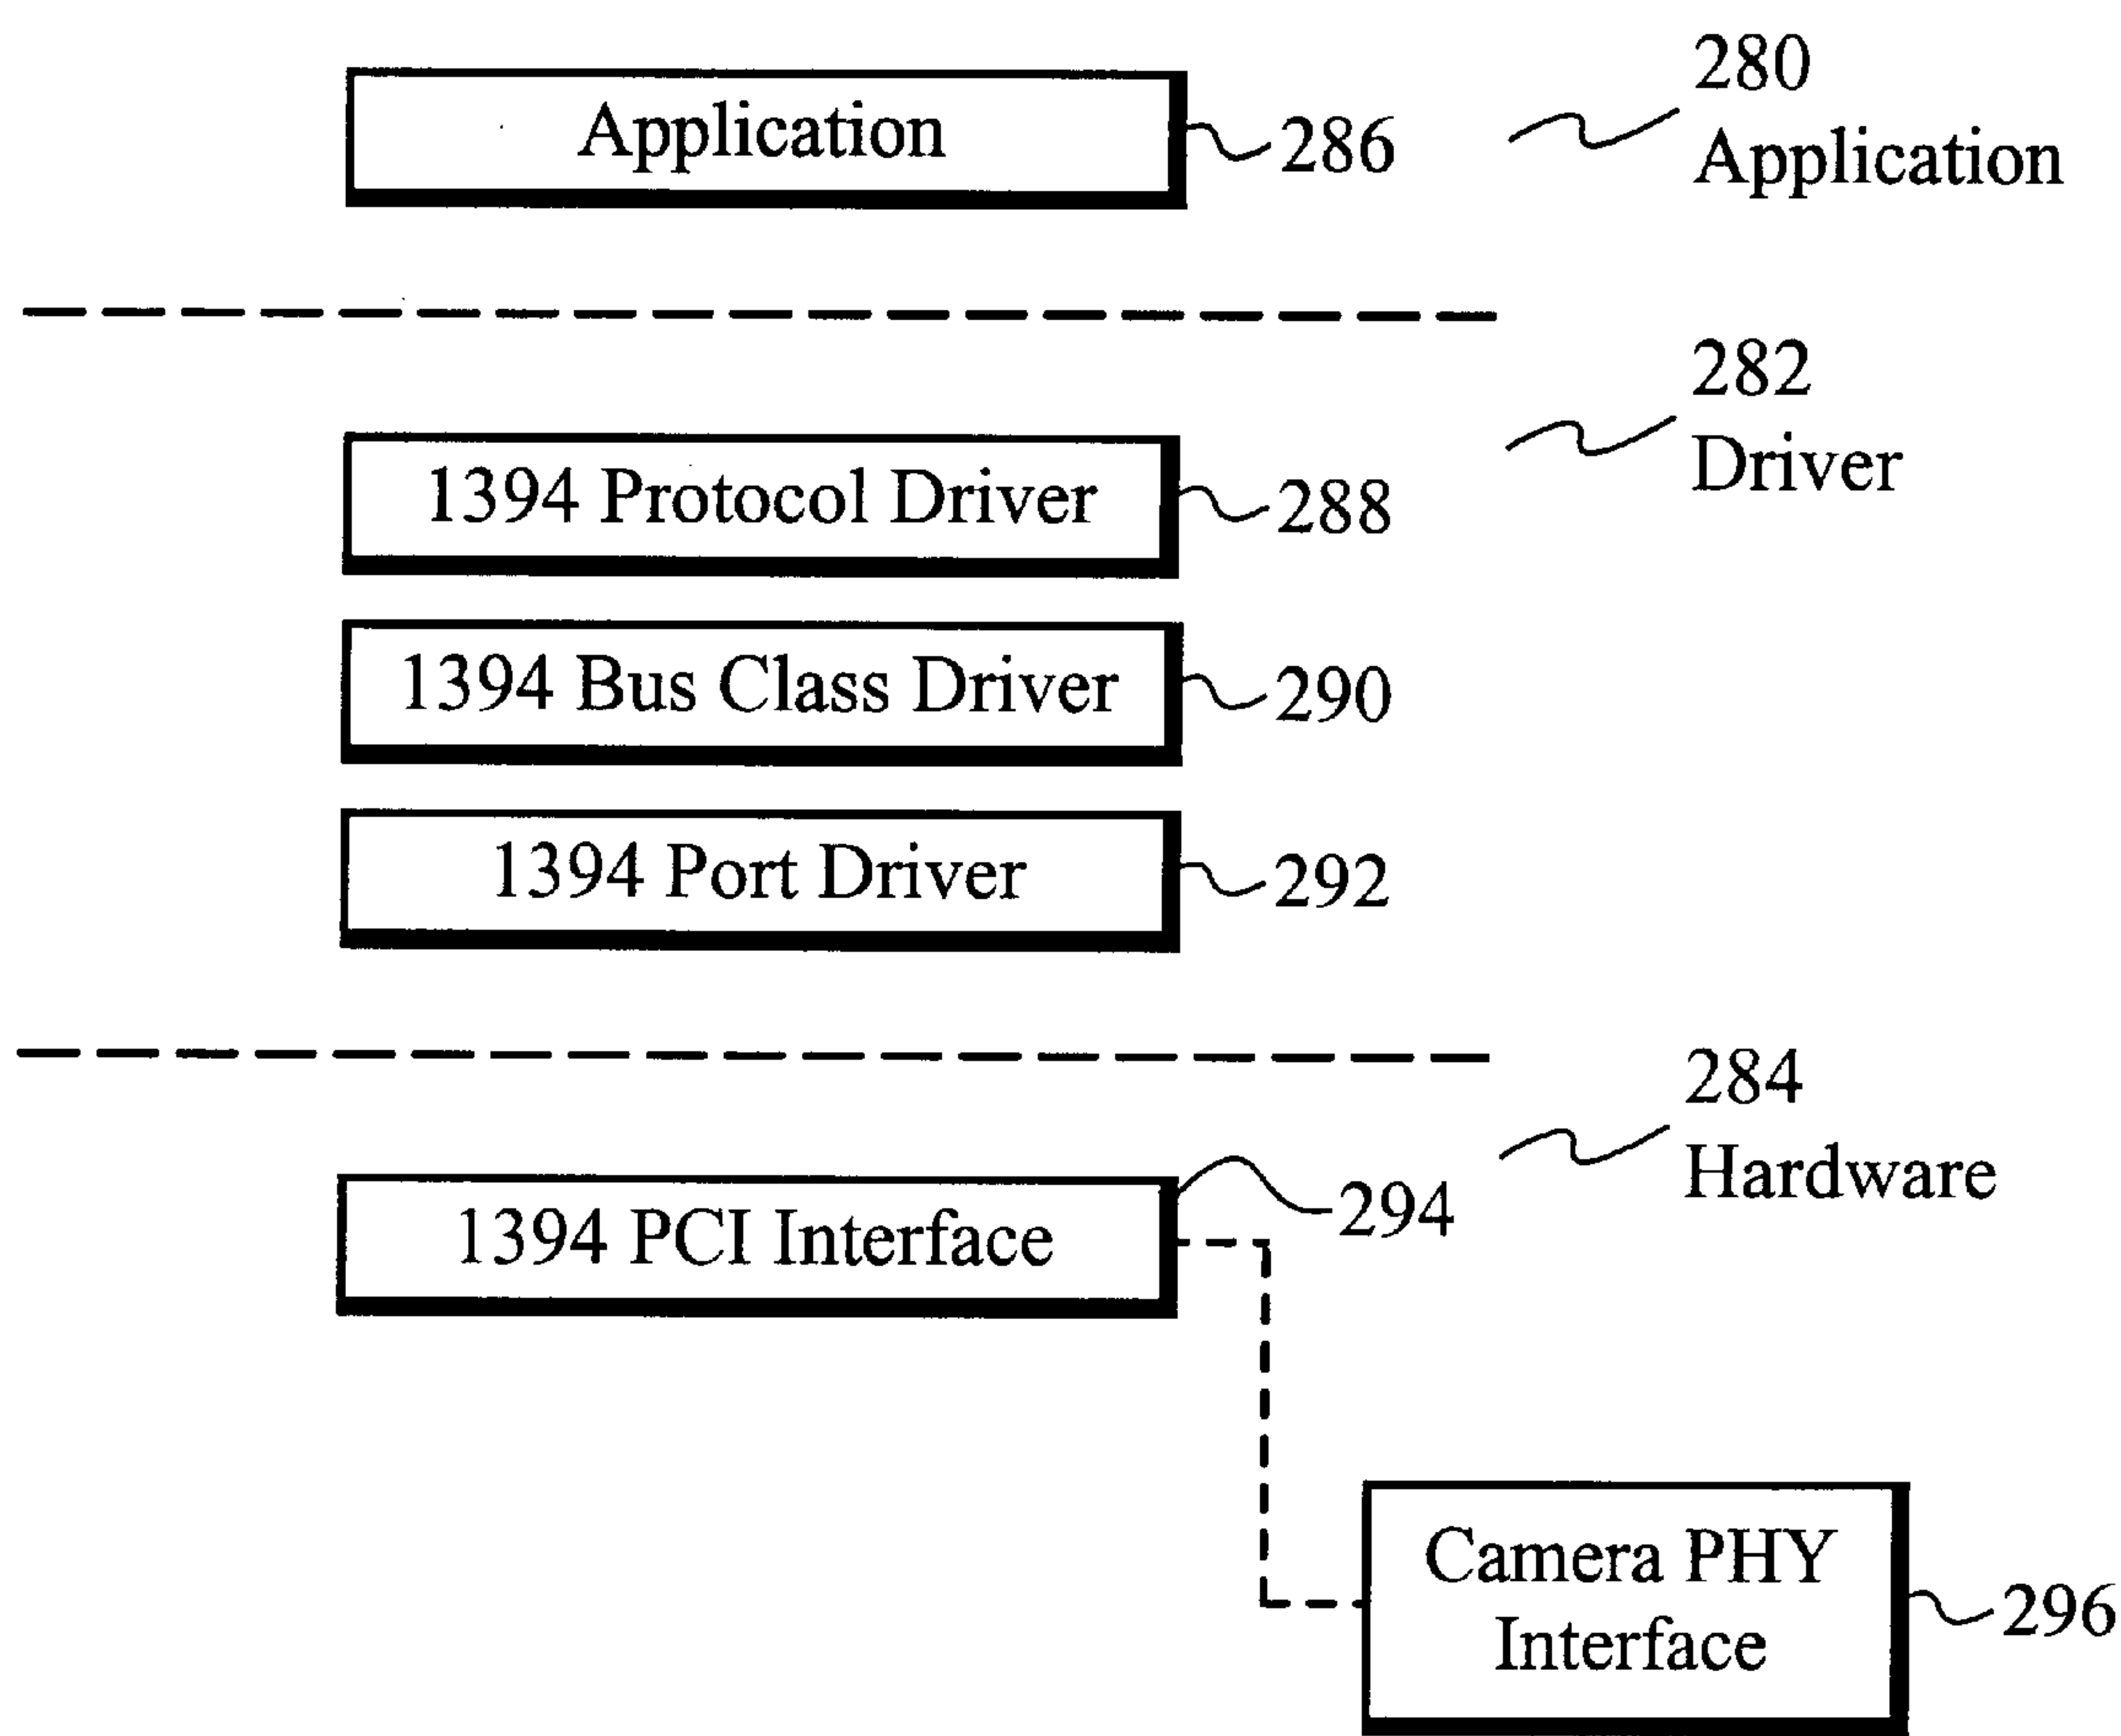 280
Application
Application
286
282
Driver
1394 Protocol Driver
288
1394 Bus Class Driver
290
1394 Port Driver
292
284
Hardware
1394 PCI Interface
294
Camera PHY
Interface
296